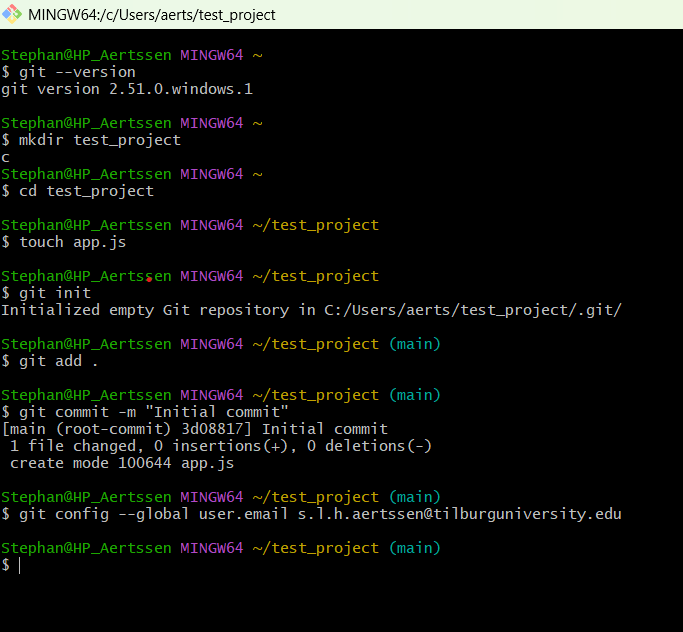 MINGW64:/c/Users/aerts/test_project
Stephan@HP_Aertssen MINGW64 ~
$ git --version
git version 2.51.0.windows.1
Stephan@HP_Aertssen MINGW64 ~
$ mkdir test_project
c
Stephan@HP_Aertssen MINGW64 ~
$ cd test_project
Stephan@HP_Aertssen MINGW64 ~/test_project
$ touch app.js
Stephan@HP_Aertssen MINGW64 ~/test_project
$ git init
Initialized empty Git repository in C:/Users/aerts/test_project/.git/
Stephan@HP_Aertssen MINGW64 ~/test_project (main)
$ git add .
Stephan@HP_Aertssen MINGW64 ~/test_project (main)
$ git commit -m "Initial commit"
[main (root-commit) 3d08817] Initial commit
 1 file changed, 0 insertions(+), 0 deletions(-)
 create mode 100644 app.js
Stephan@HP_Aertssen MINGW64 ~/test_project (main)
$ git config --global user.email s.l.h.aertssen@tilburguniversity.edu
Stephan@HP_Aertssen MINGW64 ~/test_project (main)
$